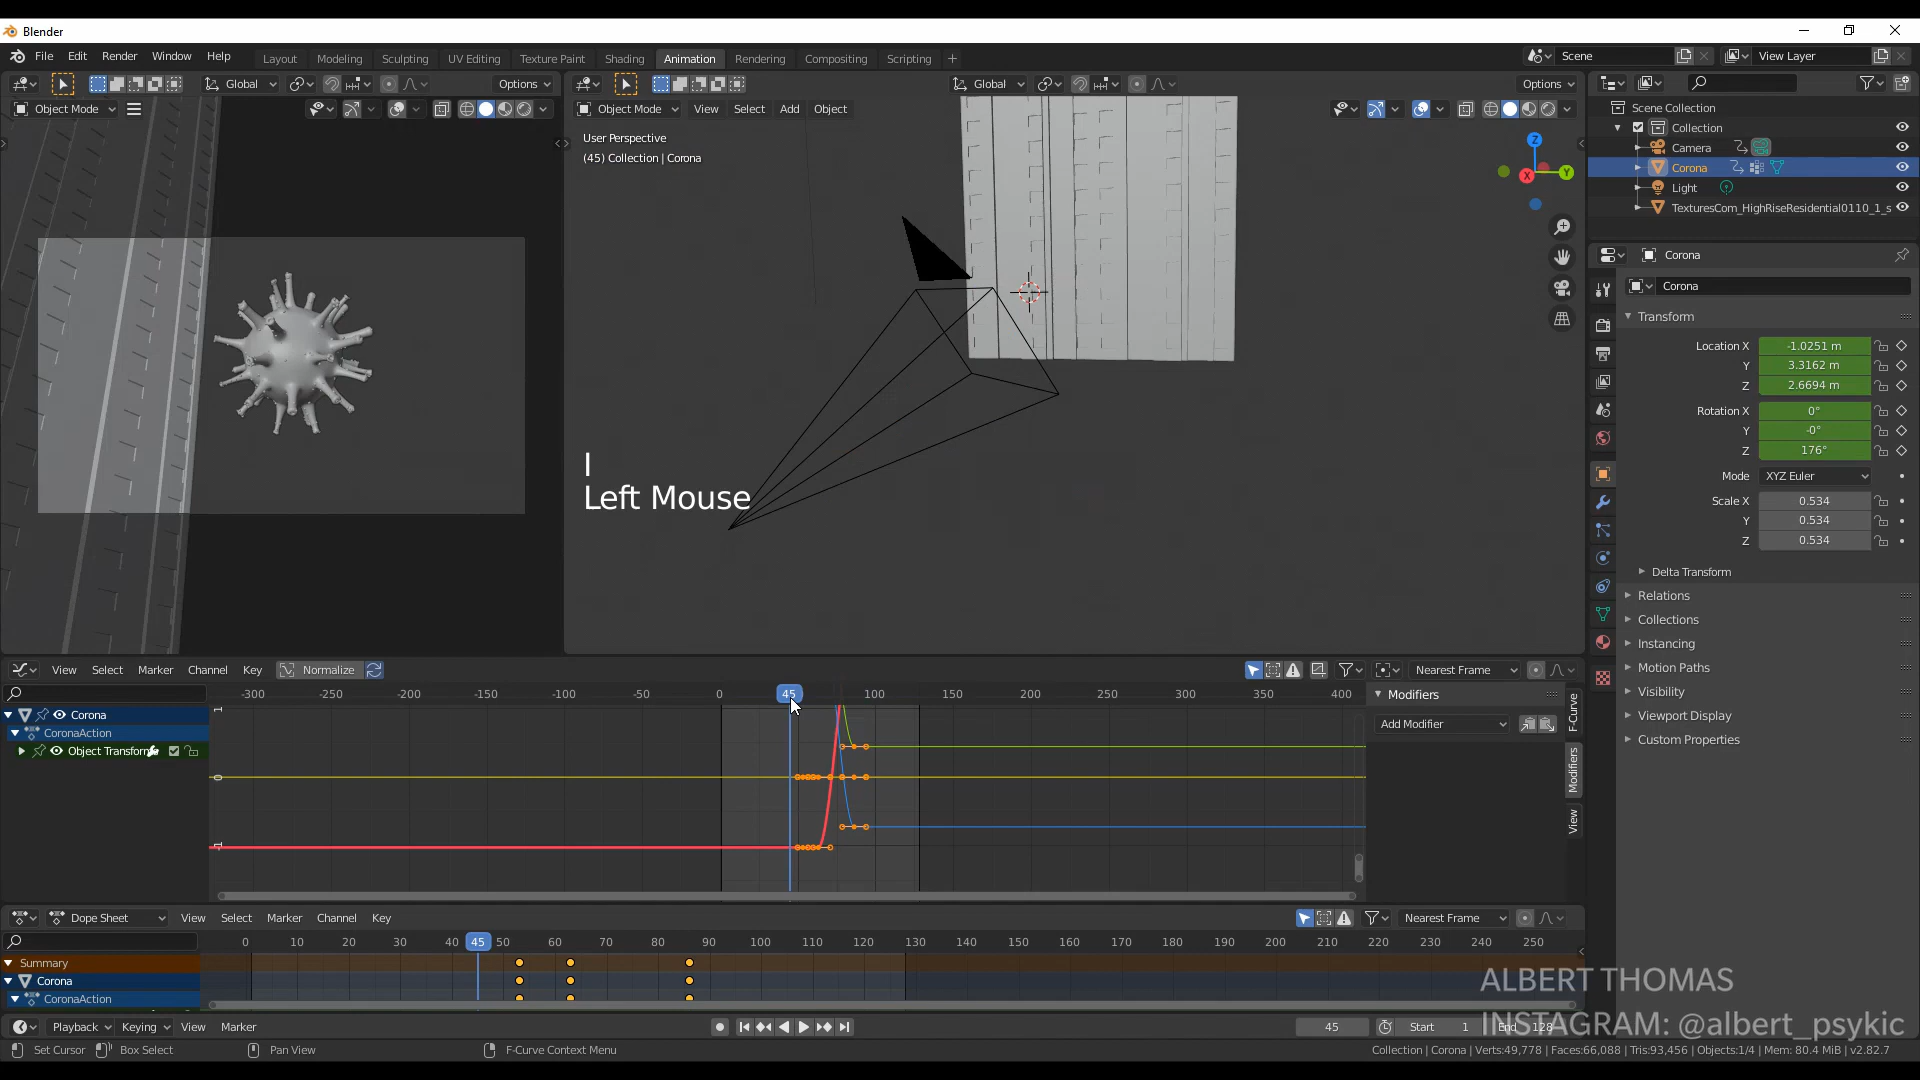 Blender
File Edit Render Window Help Layout Modeling Sculpting UV Editing Texture Paint Shading Animation Rendering Compositing Scripting + Scene View Layer
Global Options Global Options
Object Mode Object Mode View Select Add Object
User Perspective
(45) Collection | Corona
Z
Y
X
I
Left Mouse
Scene Collection
Collection
Camera
Corona
Light
TexturesCom_HighRiseResidential0110_1_s
Corona
Corona
Transform
Location X -1.0251 m
Y 3.3162 m
Z 2.6694 m
Rotation X 0°
Y -0°
Z 176°
Mode XYZ Euler
Scale X 0.534
Y 0.534
Z 0.534
Delta Transform
Relations
Collections
Instancing
Motion Paths
Visibility
Viewport Display
Custom Properties
View Select Marker Channel Key Normalize Nearest Frame
-300 -250 -200 -150 -100 -50 0 45 100 150 200 250 300 350 400
Modifiers
Add Modifier
F-Curve
Modifiers
View
1
0
-1
Corona
CoronaAction
Object Transforms
Dope Sheet View Select Marker Channel Key Nearest Frame
0 10 20 30 40 45 50 60 70 80 90 100 110 120 130 140 150 160 170 180 190 200 210 220 230 240 250
Summary
Corona
CoronaAction
ALBERT THOMAS
INSTAGRAM: @albert_psykic
Playback Keying View Marker 45 Start 1 End 128
Set Cursor Box Select Pan View F-Curve Context Menu Collection | Corona | Verts:49,778 | Faces:66,088 | Tris:93,456 | Objects:1/4 | Mem: 80.4 MiB | v2.82.7